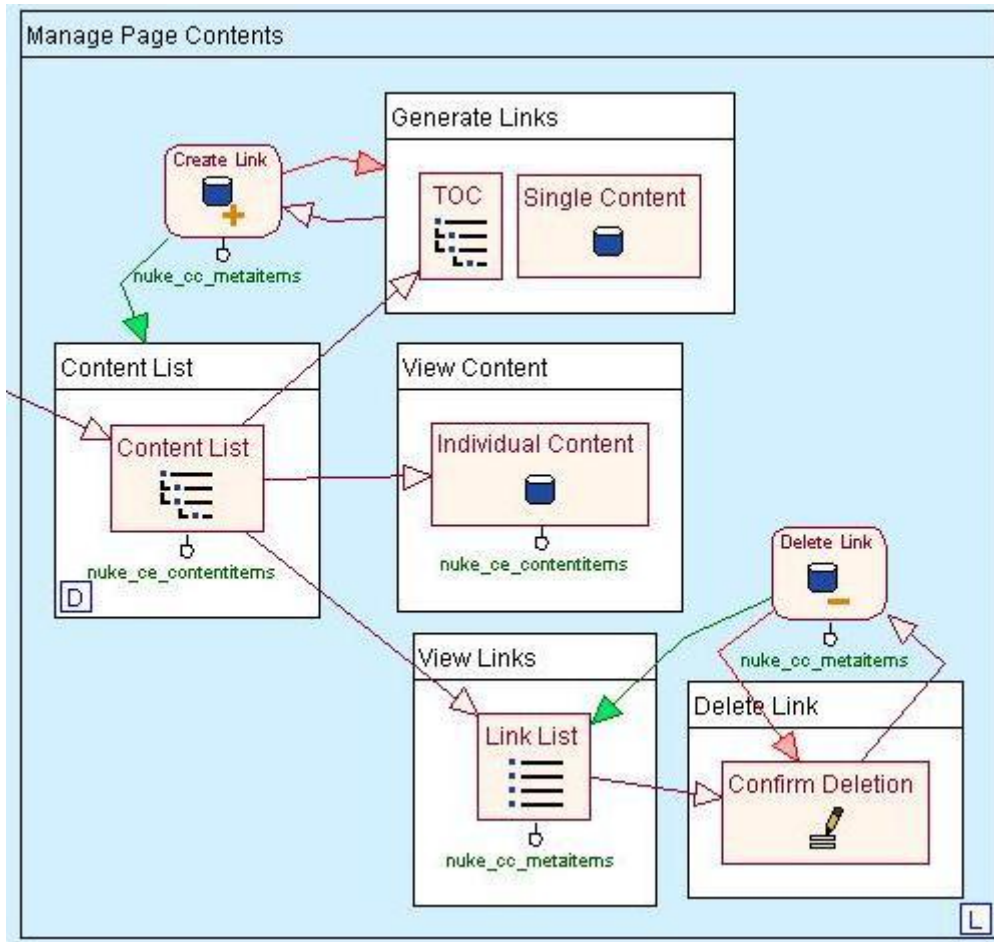 Manage Page Contents
Generate Links
Create Link
TOC
Single Content
nuke_cc_metaitems
Content List
View Content
Content List
Individual Content
nuke_ce_contentitems
nuke_ce_contentitems
D
Delete Link
nuke_cc_metaitems
View Links
Delete Link
Link List
Confirm Deletion
nuke_cc_metaitems
L